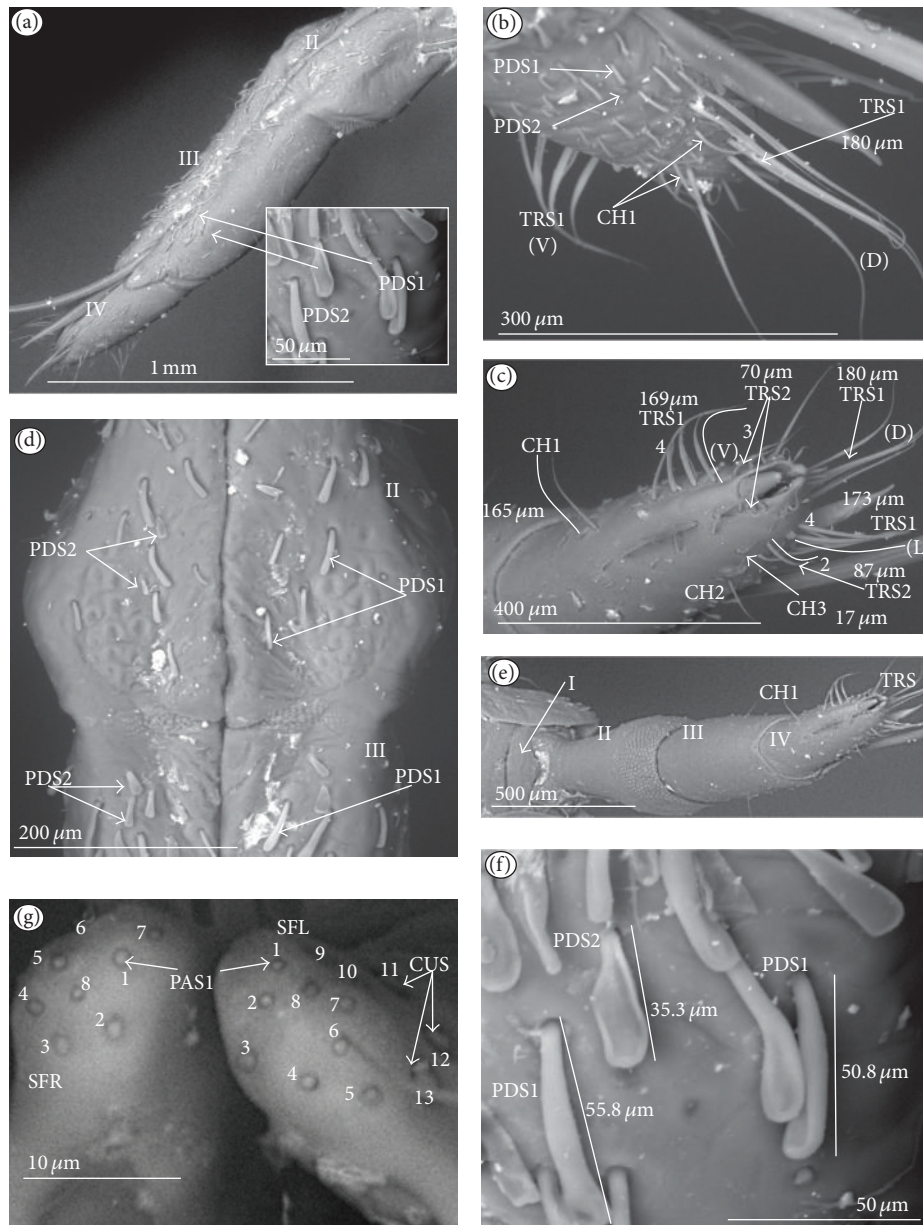 (a)
II
III
IV
PDS1
PDS2
50 μm
1 mm
(b)
PDS1
PDS2
TRS1
180 μm
CH1
TRS1
(V)
(D)
300 μm
(c)
70 μm
TRS2
180 μm
TRS1
169 μm
TRS1
3
4
(V)
(D)
CH1
165 μm
173 μm
4
TRS1
(L
2
87 μm
TRS2
CH2
CH3
17 μm
400 μm
(d)
II
PDS2
PDS1
III
PDS2
PDS1
200 μm
(e)
I
TRS
CH1
II
III
IV
500 μm
(f)
PDS2
PDS1
35.3 μm
50.8 μm
PDS1
55.8 μm
50 μm
(g)
6
7
SFL
5
1
1
9
10
11
CUS
4
8
PAS1
2
8
7
3
2
6
12
SFR
3
4
5
13
10 μm